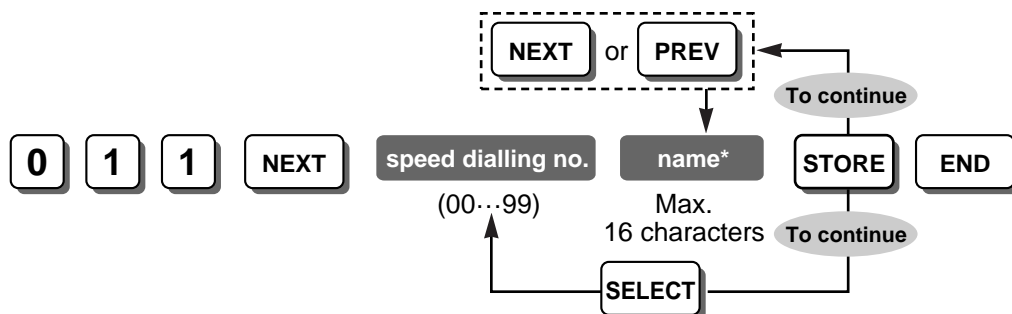 NEXT or PREV
To continue
0 1 1 NEXT speed dialling no. name* STORE END
(00···99) Max.
16 characters To continue
SELECT